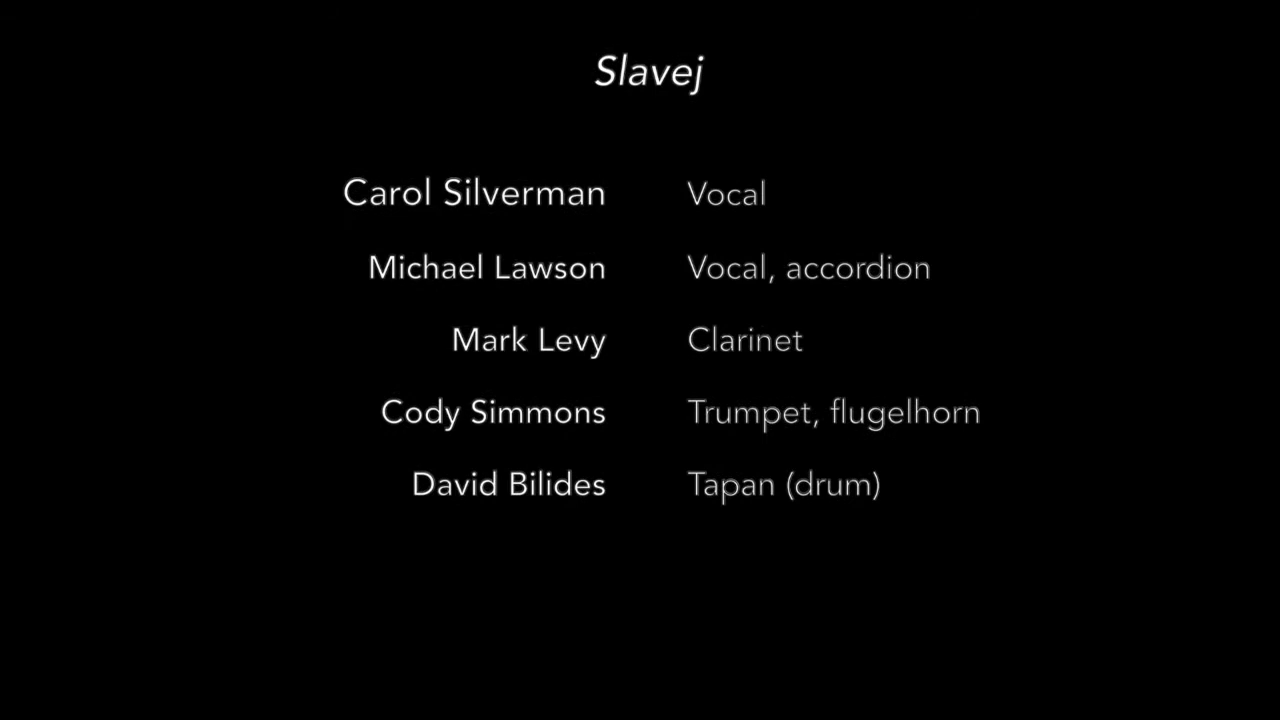 Slavej
Carol Silverman Vocal
Michael Lawson Vocal, accordion
Mark Levy Clarinet
Cody Simmons Trumpet, flugelhorn
David Bilides Tapan (drum)